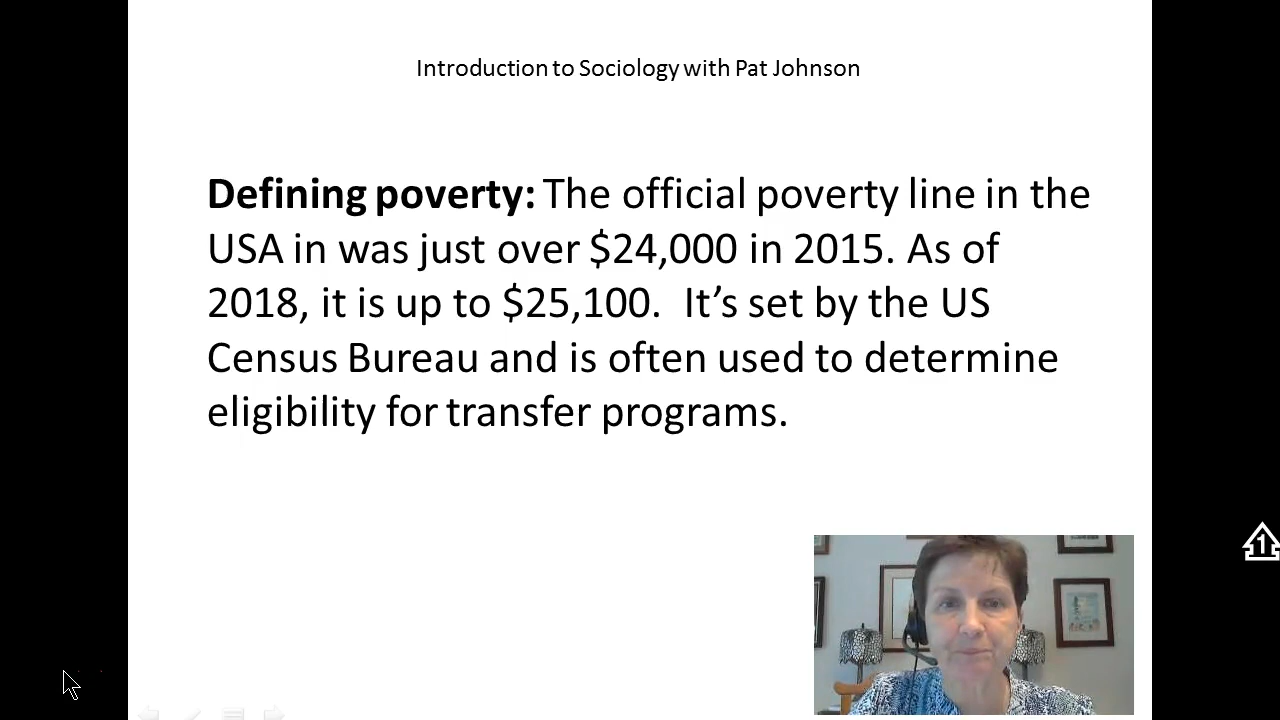 Introduction to Sociology with Pat Johnson
Defining poverty: The official poverty line in the
USA in was just over $24,000 in 2015. As of
2018, it is up to $25,100.  It’s set by the US
Census Bureau and is often used to determine
eligibility for transfer programs.
1